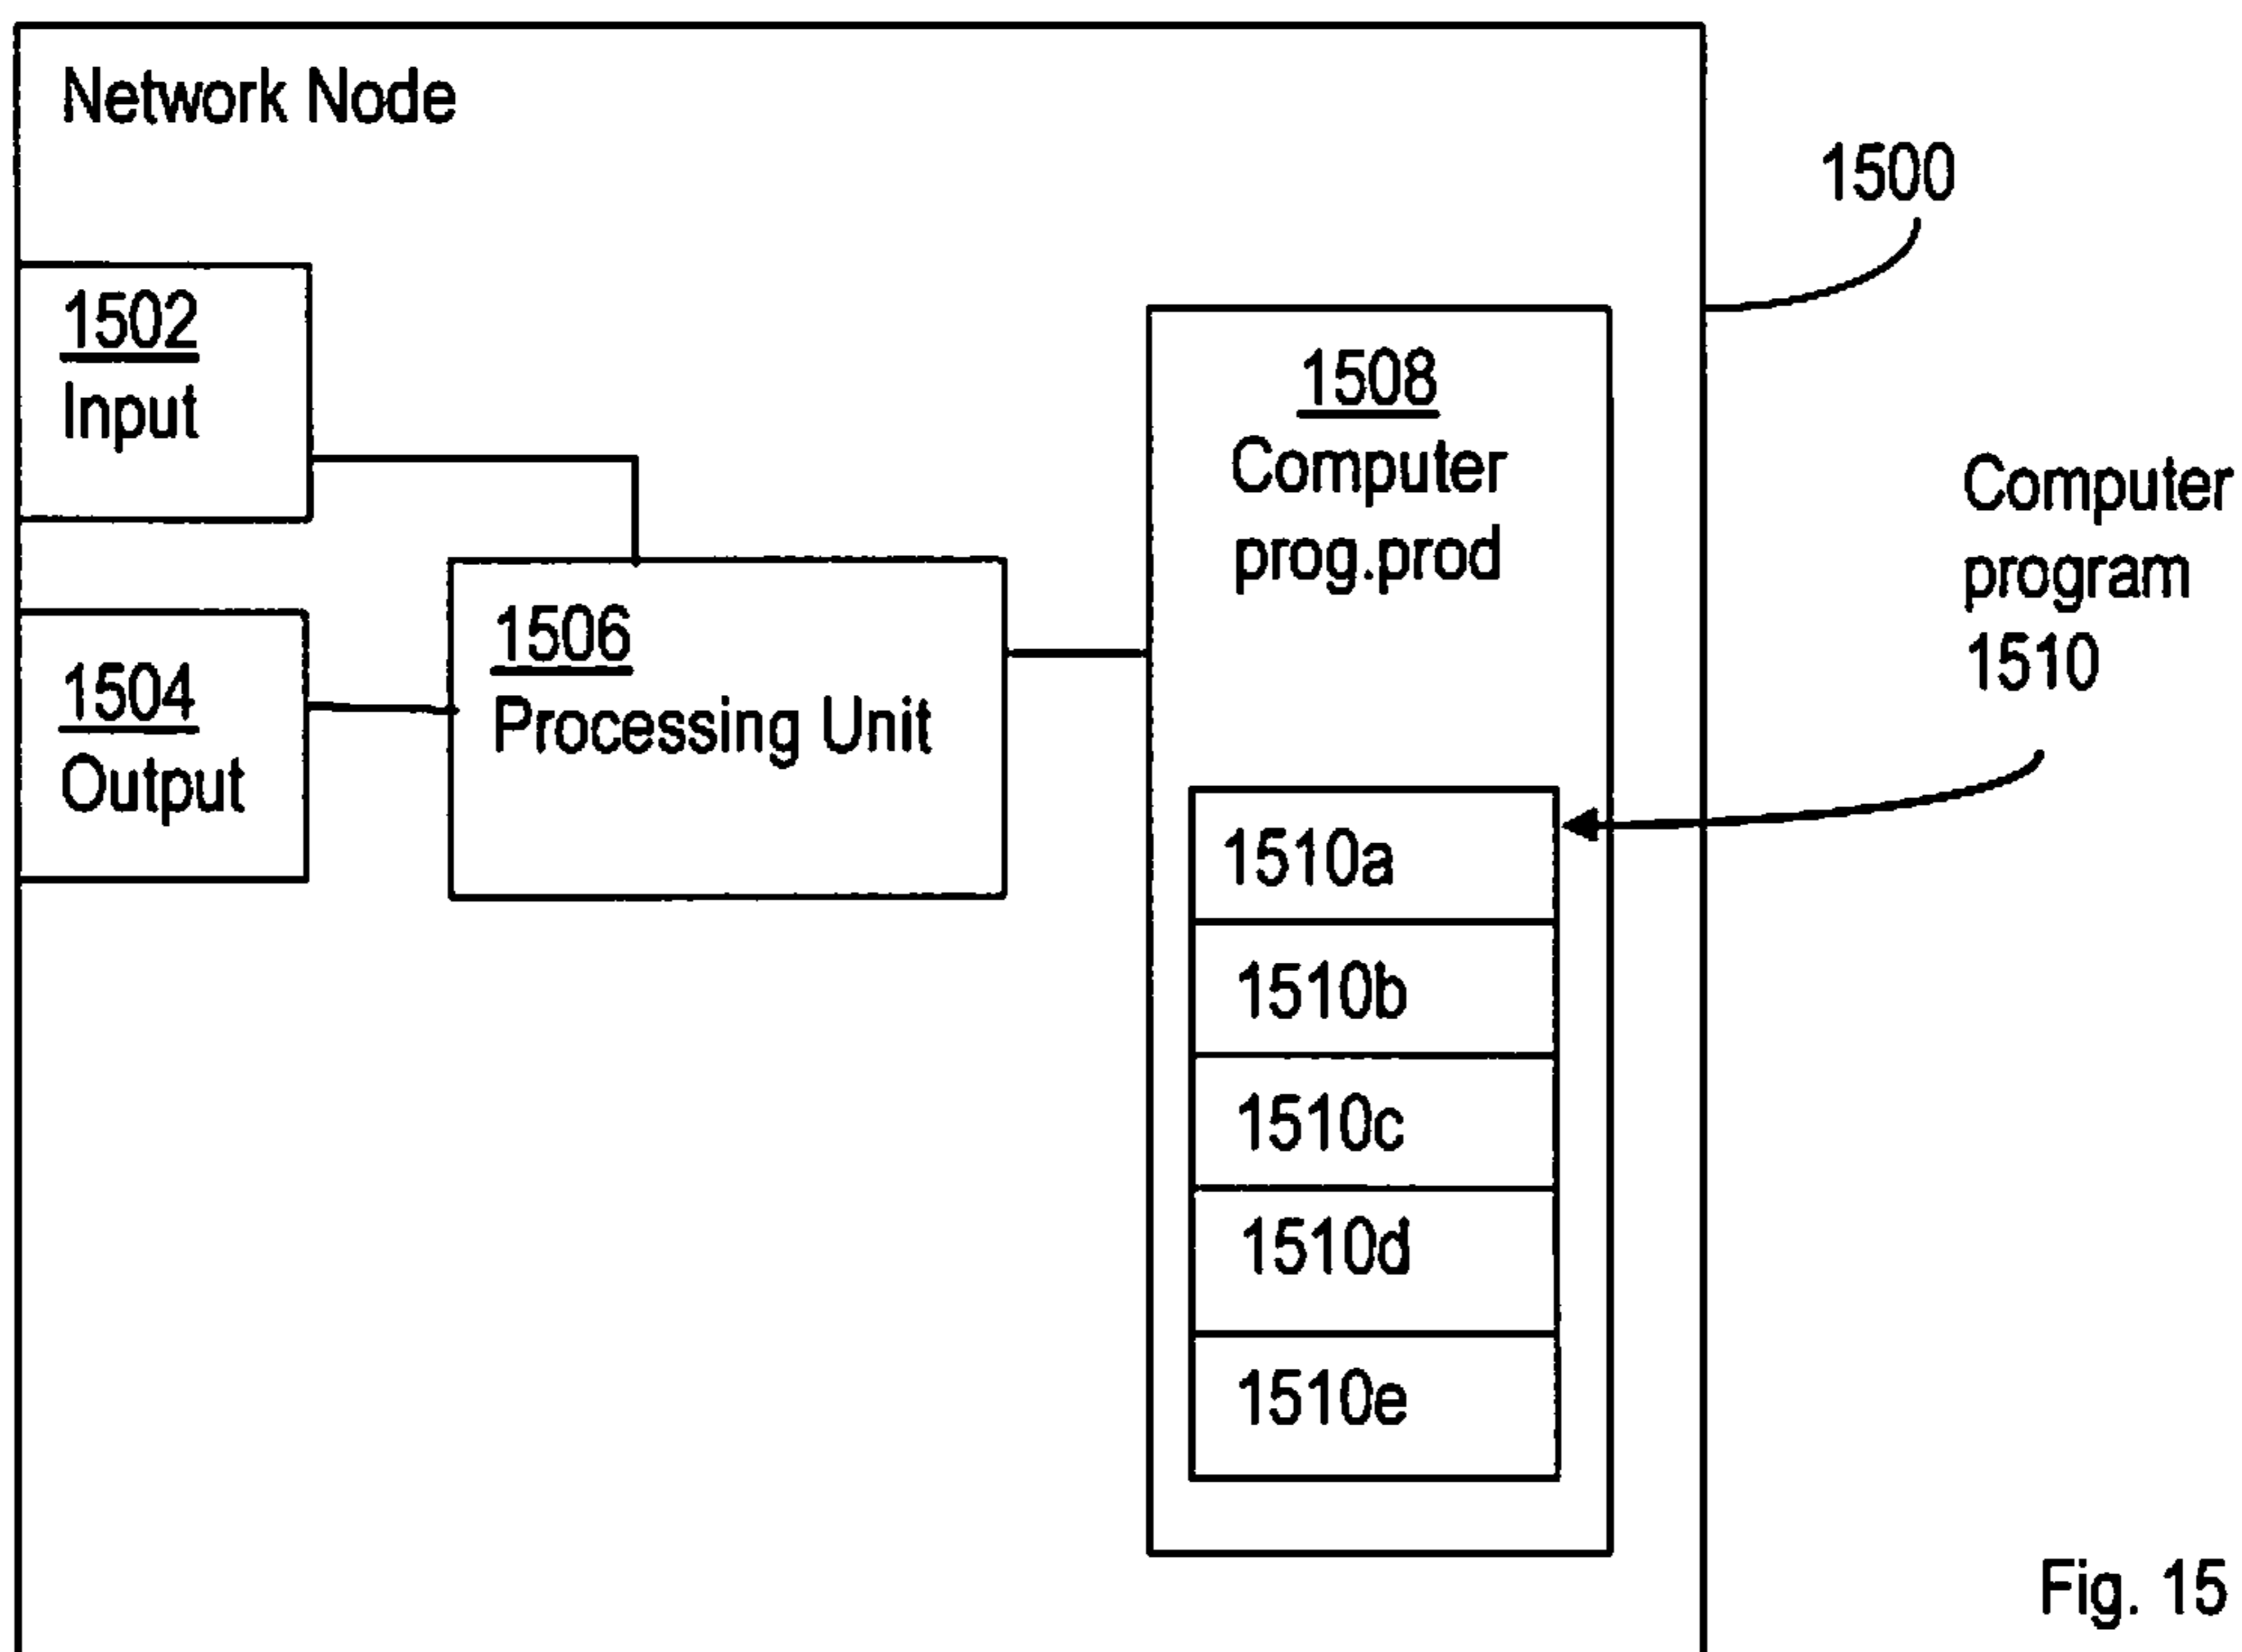 Network Node
1500
1502
Input
1504
Output
1506
Processing Unit
1508
Computer
prog.prod
Computer
program
1510
1510a
1510b
1510c
1510d
1510e
Fig. 15